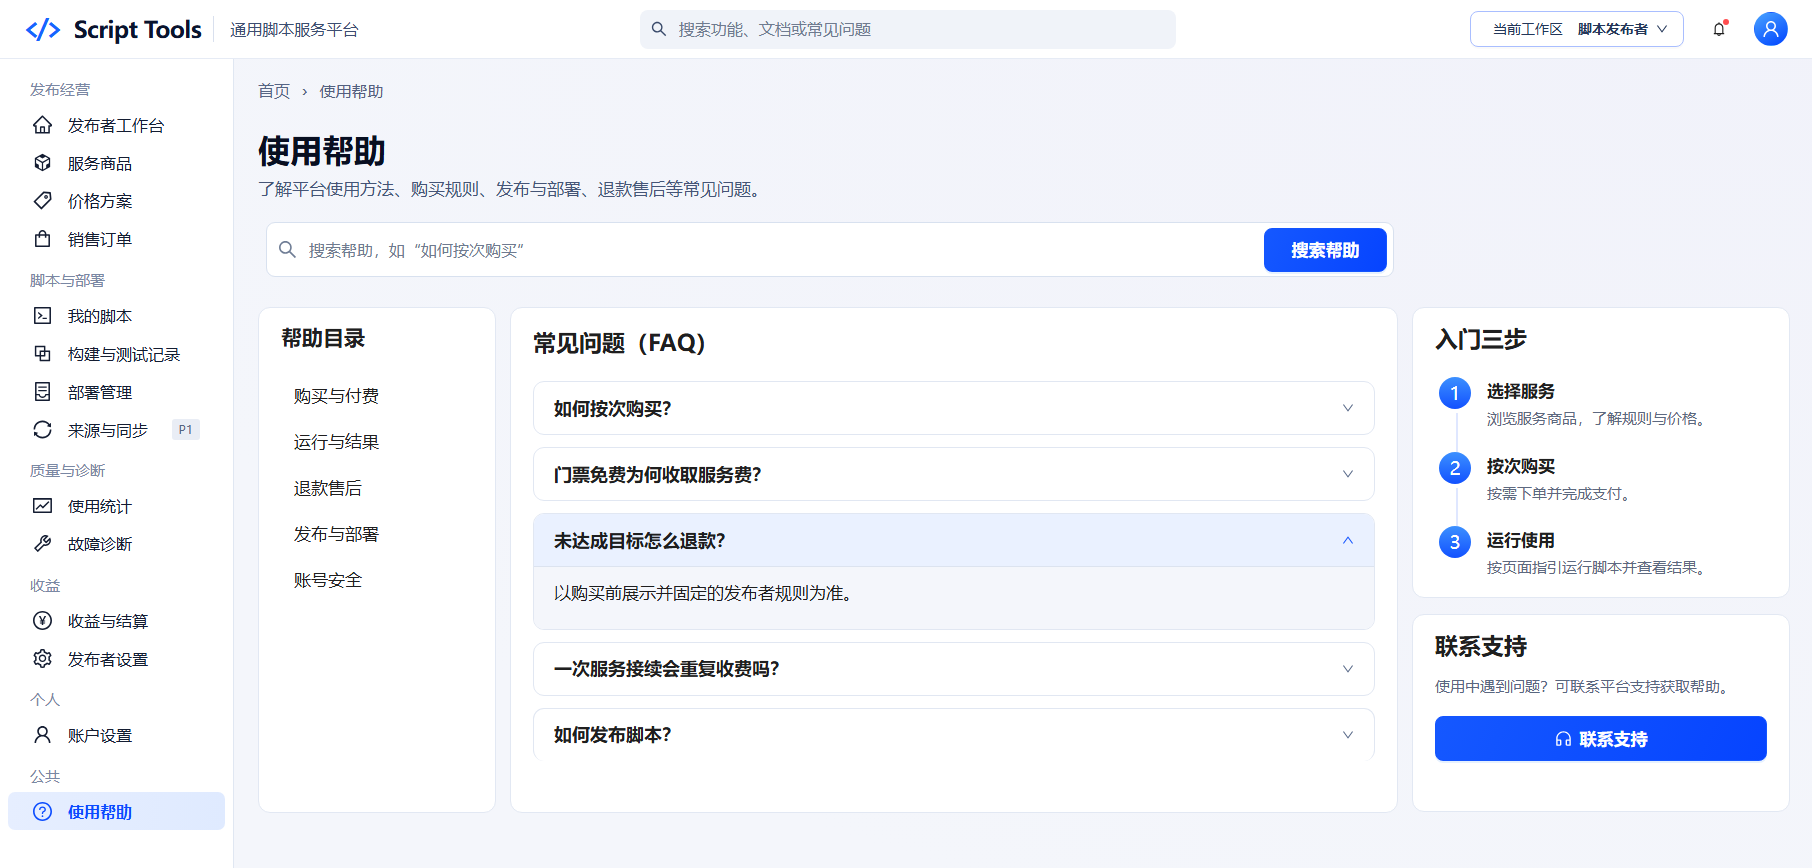 Script Tools
通用脚本服务平台
搜索功能、文档或常见问题
当前工作区 脚本发布者
发布经营
发布者工作台
服务商品
价格方案
销售订单
脚本与部署
我的脚本
构建与测试记录
部署管理
来源与同步 P1
质量与诊断
使用统计
故障诊断
收益
收益与结算
发布者设置
个人
账户设置
公共
使用帮助
首页 › 使用帮助
使用帮助
了解平台使用方法、购买规则、发布与部署、退款售后等常见问题。
搜索帮助，如“如何按次购买”
搜索帮助
帮助目录
购买与付费
运行与结果
退款售后
发布与部署
账号安全
常见问题（FAQ）
如何按次购买？
门票免费为何收取服务费？
未达成目标怎么退款？
以购买前展示并固定的发布者规则为准。
一次服务接续会重复收费吗？
如何发布脚本？
入门三步
1 选择服务
浏览服务商品，了解规则与价格。
2 按次购买
按需下单并完成支付。
3 运行使用
按页面指引运行脚本并查看结果。
联系支持
使用中遇到问题？可联系平台支持获取帮助。
联系支持